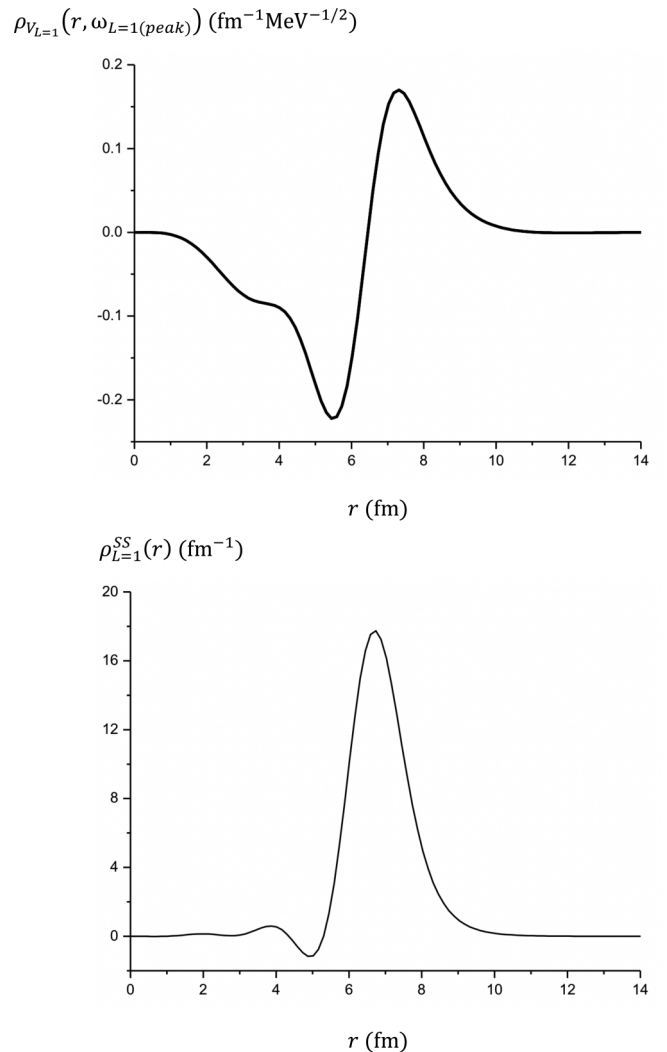 ρ_{V_{L=1}}(r, ω_{L=1(peak)}) (fm⁻¹MeV⁻¹/²)
0.2
0.1
0.0
-0.1
-0.2
0 2 4 6 8 10 12 14
r (fm)
ρ^{SS}_{L=1}(r) (fm⁻¹)
20
16
12
8
4
0
0 2 4 6 8 10 12 14
r (fm)